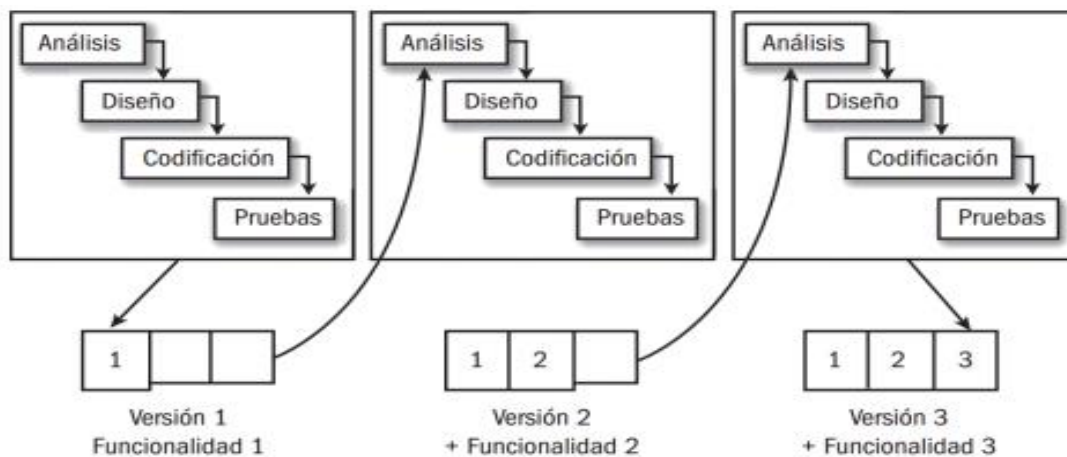 Análisis
Diseño
Codificación
Pruebas
Análisis
Diseño
Codificación
Pruebas
Análisis
Diseño
Codificación
Pruebas
1
Versión 1
Funcionalidad 1
1 2
Versión 2
+ Funcionalidad 2
1 2 3
Versión 3
+ Funcionalidad 3